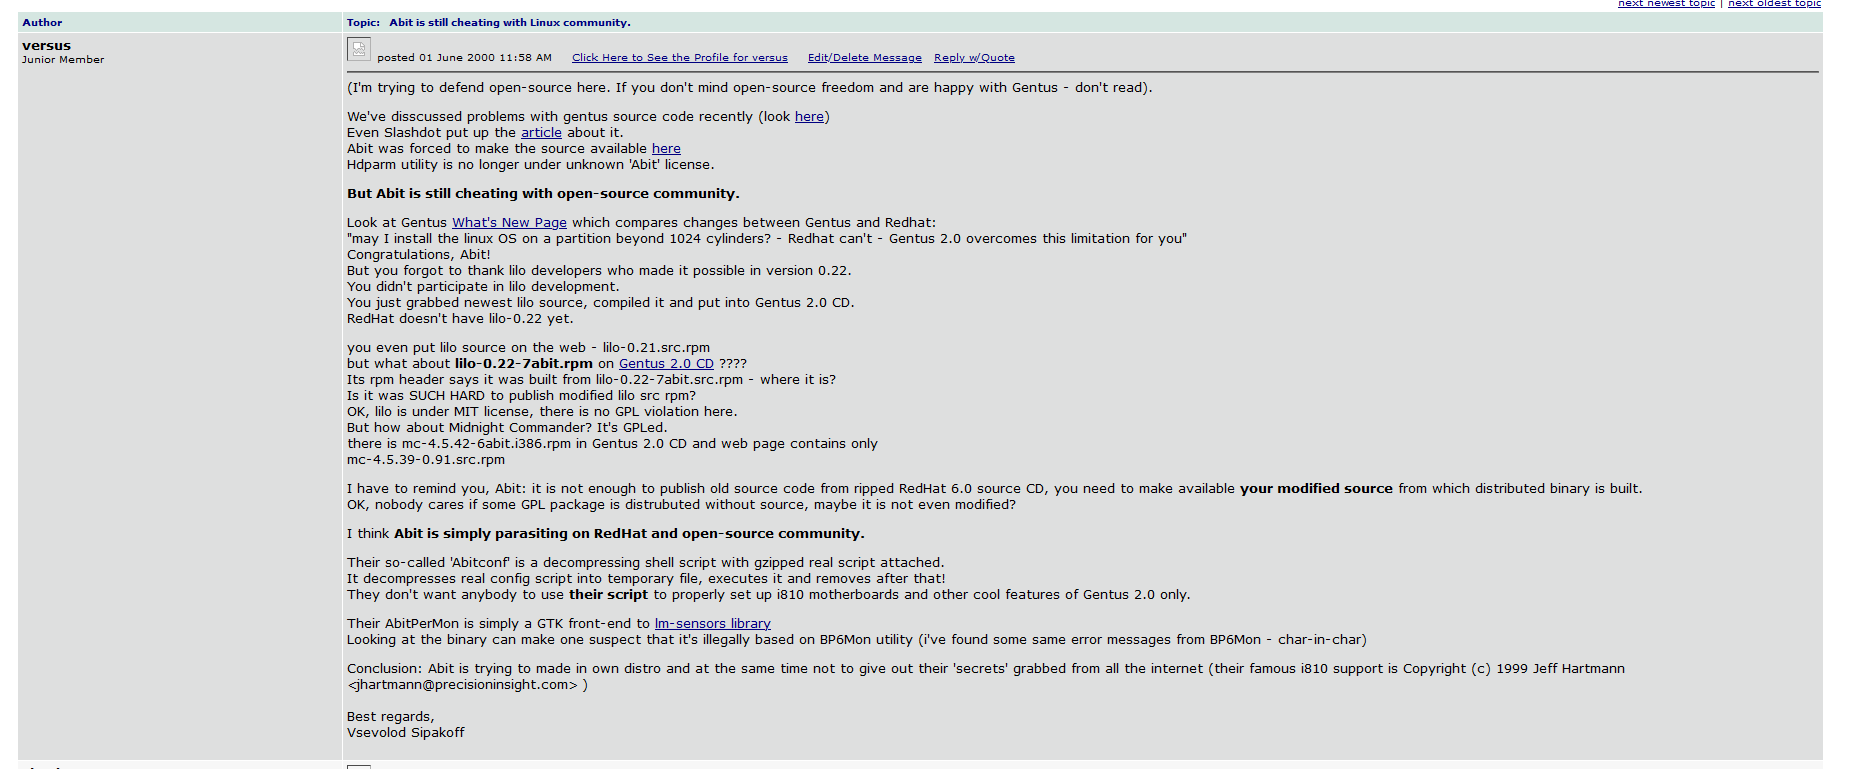 next newest topic | next oldest topic
Author
Topic: Abit is still cheating with Linux community.
versus
Junior Member
posted 01 June 2000 11:58 AM Click Here to See the Profile for versus Edit/Delete Message Reply w/Quote
(I'm trying to defend open-source here. If you don't mind open-source freedom and are happy with Gentus - don't read).
We've disscussed problems with gentus source code recently (look here)
Even Slashdot put up the article about it.
Abit was forced to make the source available here
Hdparm utility is no longer under unknown 'Abit' license.
But Abit is still cheating with open-source community.
Look at Gentus What's New Page which compares changes between Gentus and Redhat:
"may I install the linux OS on a partition beyond 1024 cylinders? - Redhat can't - Gentus 2.0 overcomes this limitation for you"
Congratulations, Abit!
But you forgot to thank lilo developers who made it possible in version 0.22.
You didn't participate in lilo development.
You just grabbed newest lilo source, compiled it and put into Gentus 2.0 CD.
RedHat doesn't have lilo-0.22 yet.
you even put lilo source on the web - lilo-0.21.src.rpm
but what about lilo-0.22-7abit.rpm on Gentus 2.0 CD ????
Its rpm header says it was built from lilo-0.22-7abit.src.rpm - where it is?
Is it was SUCH HARD to publish modified lilo src rpm?
OK, lilo is under MIT license, there is no GPL violation here.
But how about Midnight Commander? It's GPLed.
there is mc-4.5.42-6abit.i386.rpm in Gentus 2.0 CD and web page contains only
mc-4.5.39-0.91.src.rpm
I have to remind you, Abit: it is not enough to publish old source code from ripped RedHat 6.0 source CD, you need to make available your modified source from which distributed binary is built.
OK, nobody cares if some GPL package is distrubuted without source, maybe it is not even modified?
I think Abit is simply parasiting on RedHat and open-source community.
Their so-called 'Abitconf' is a decompressing shell script with gzipped real script attached.
It decompresses real config script into temporary file, executes it and removes after that!
They don't want anybody to use their script to properly set up i810 motherboards and other cool features of Gentus 2.0 only.
Their AbitPerMon is simply a GTK front-end to lm-sensors library
Looking at the binary can make one suspect that it's illegally based on BP6Mon utility (i've found some same error messages from BP6Mon - char-in-char)
Conclusion: Abit is trying to made in own distro and at the same time not to give out their 'secrets' grabbed from all the internet (their famous i810 support is Copyright (c) 1999 Jeff Hartmann
<jhartmann@precisioninsight.com> )
Best regards,
Vsevolod Sipakoff